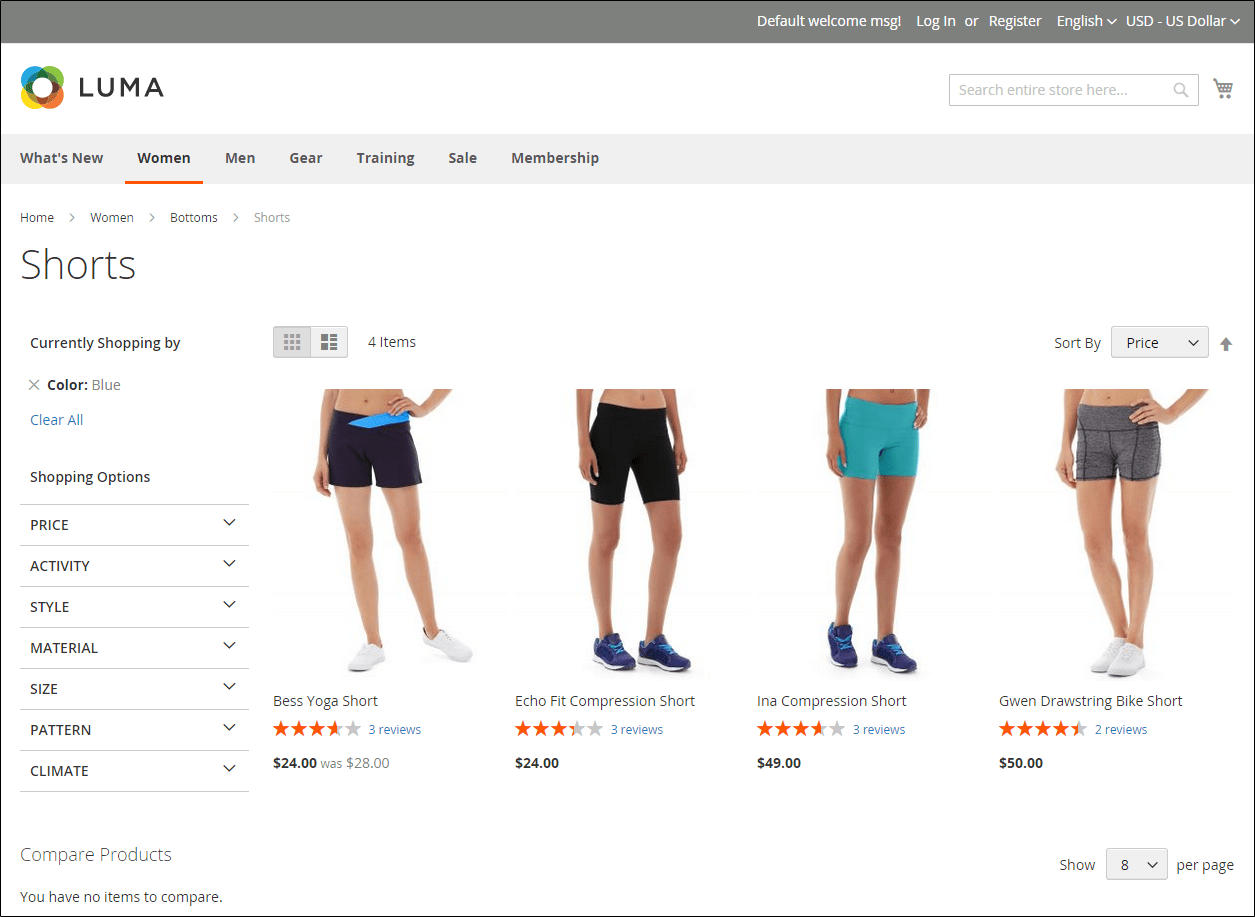 Default welcome msg! Log In or Register English USD - US Dollar
LUMA
Search entire store here...
What's New Women Men Gear Training Sale Membership
Home Women Bottoms Shorts
Shorts
Currently Shopping by
Color: Blue
Clear All
Shopping Options
PRICE
ACTIVITY
STYLE
MATERIAL
SIZE
PATTERN
CLIMATE
Compare Products
You have no items to compare.
4 Items
Sort By Price
Bess Yoga Short
3 reviews
$24.00 was $28.00
Echo Fit Compression Short
3 reviews
$24.00
Ina Compression Short
3 reviews
$49.00
Gwen Drawstring Bike Short
2 reviews
$50.00
Show 8 per page